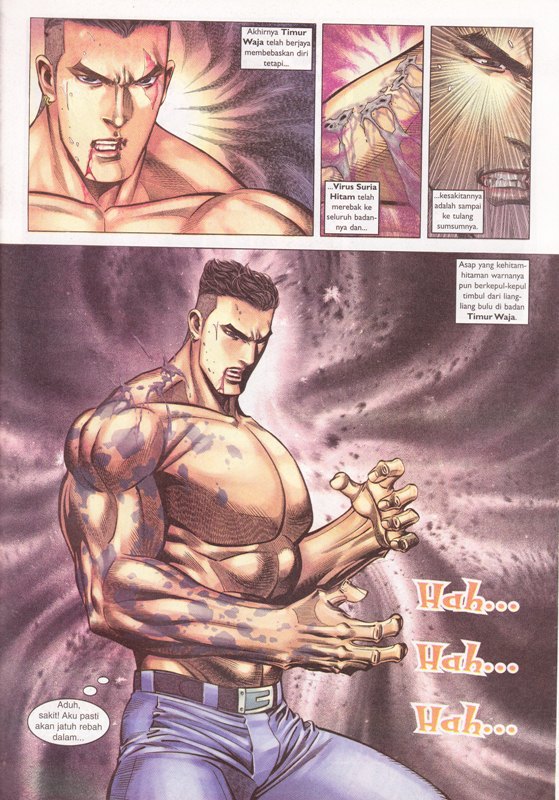 Akhirnya Timur
Waja telah berjaya
membebaskan diri
tetapi...
...Virus Suria
Hitam telah
merebak ke
seluruh badan-
nya dan...
...kesakitannya
adalah sampai
ke tulang
sumsumnya.
Asap yang kehitam-
hitaman warnanya
pun berkepul-kepul
timbul dari liang-
liang bulu di badan
Timur Waja.
Hah...
Hah...
Hah...
Aduh,
sakit! Aku pasti
akan jatuh rebah
dalam...